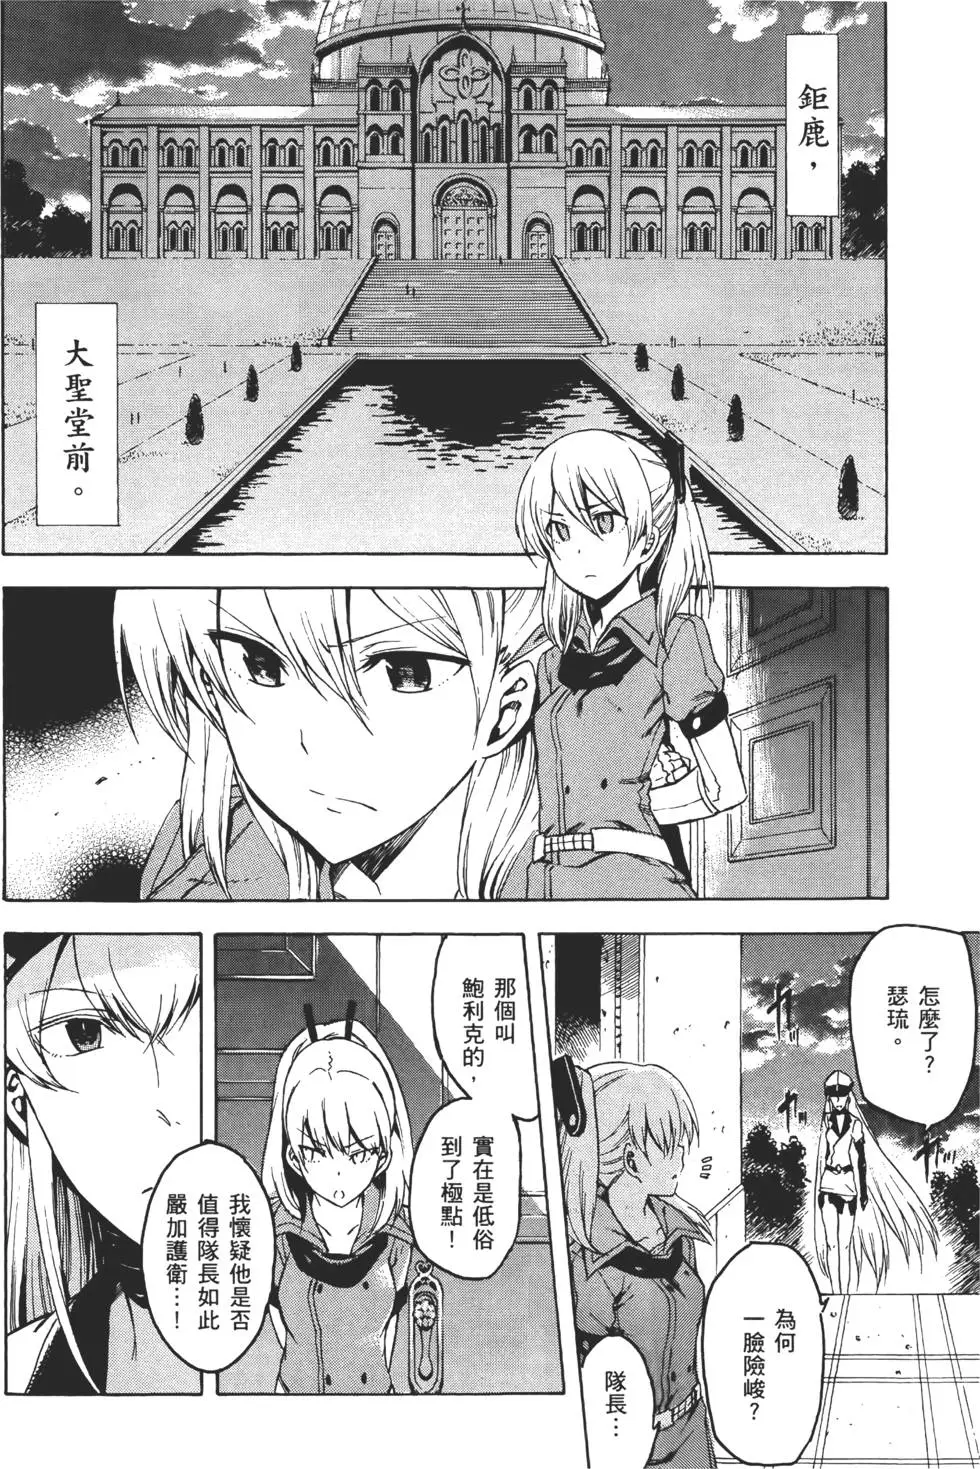 鉅鹿，
大聖堂前。
怎麼了？
瑟琉。
為何
一臉險峻？
隊長…
那個叫
鮑利克的，
實在是低俗
到了極點！
我懷疑他是否
值得隊長如此
嚴加護衛…！